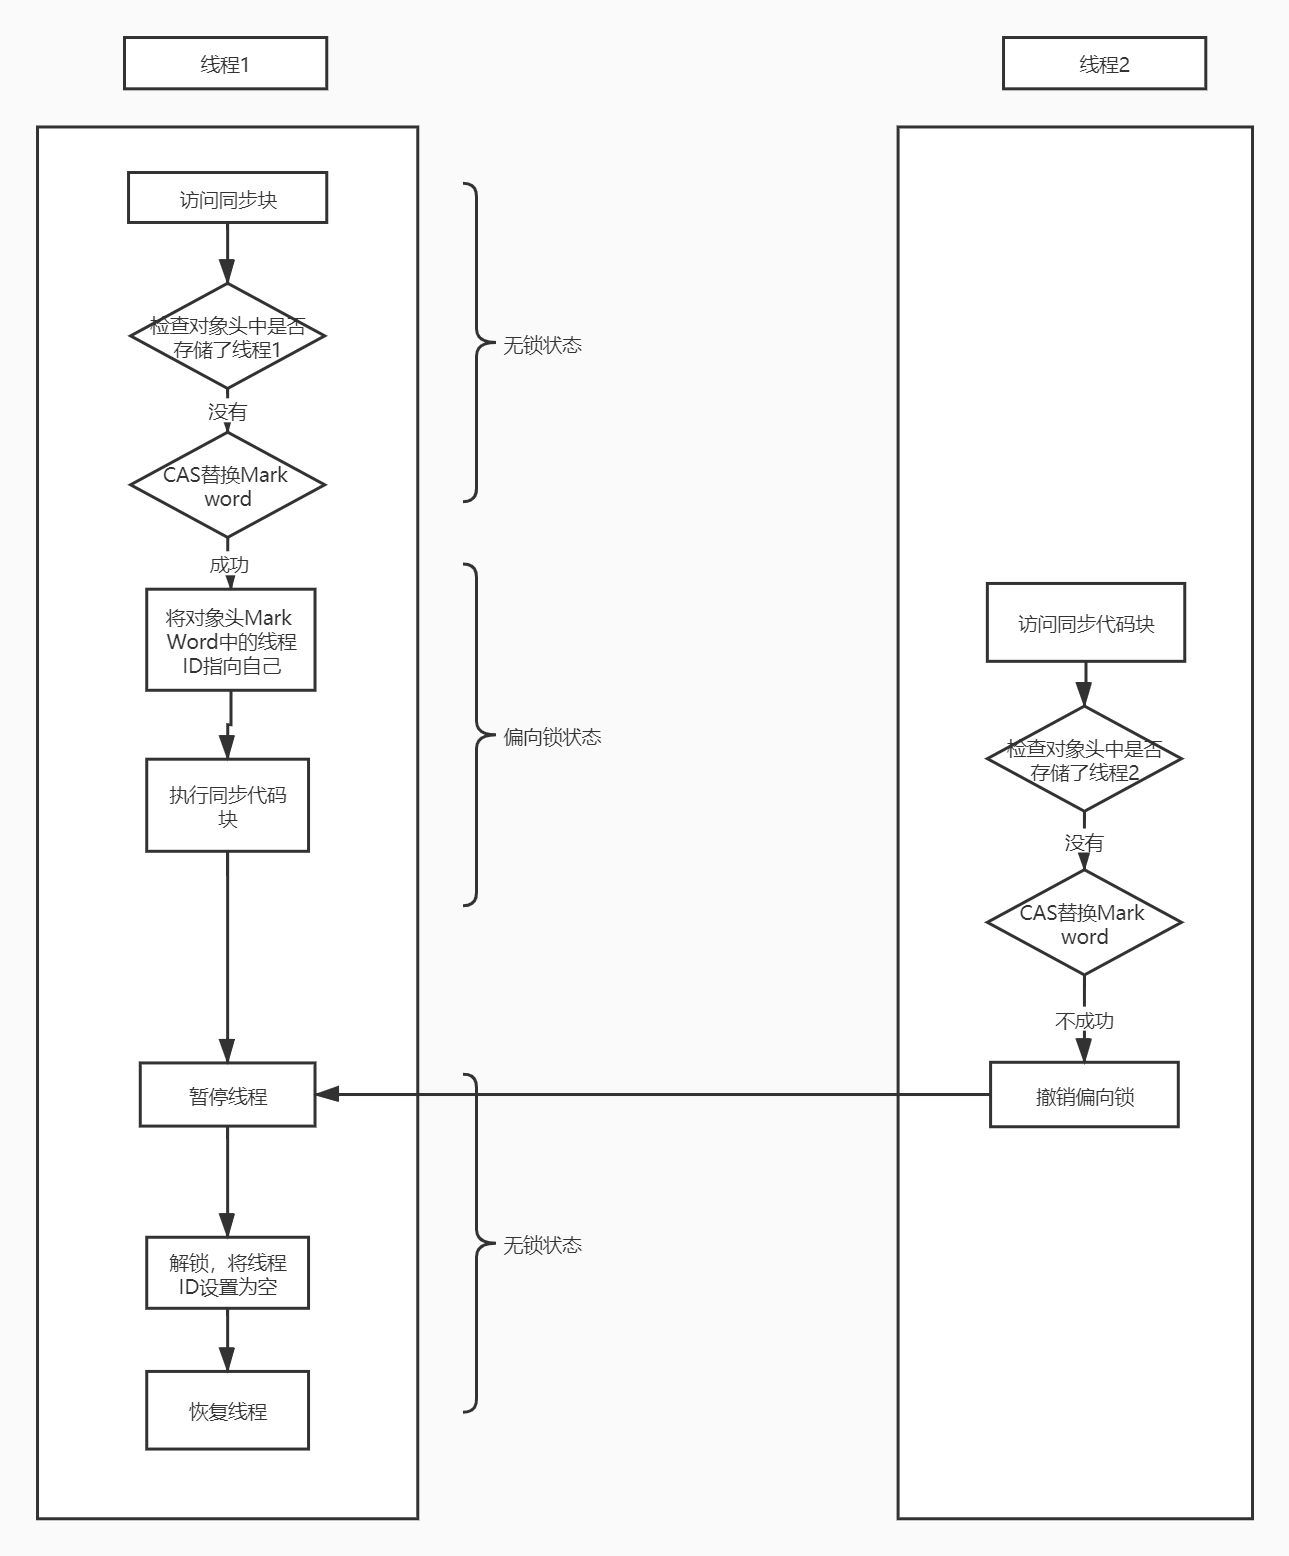 线程1
线程2
访问同步块
检查对象头中是否
存储了线程1
没有
CAS替换Mark
word
成功
将对象头Mark
Word中的线程
ID指向自己
执行同步代码
块
暂停线程
解锁，将线程
ID设置为空
恢复线程
无锁状态
偏向锁状态
无锁状态
访问同步代码块
检查对象头中是否
存储了线程2
没有
CAS替换Mark
word
不成功
撤销偏向锁